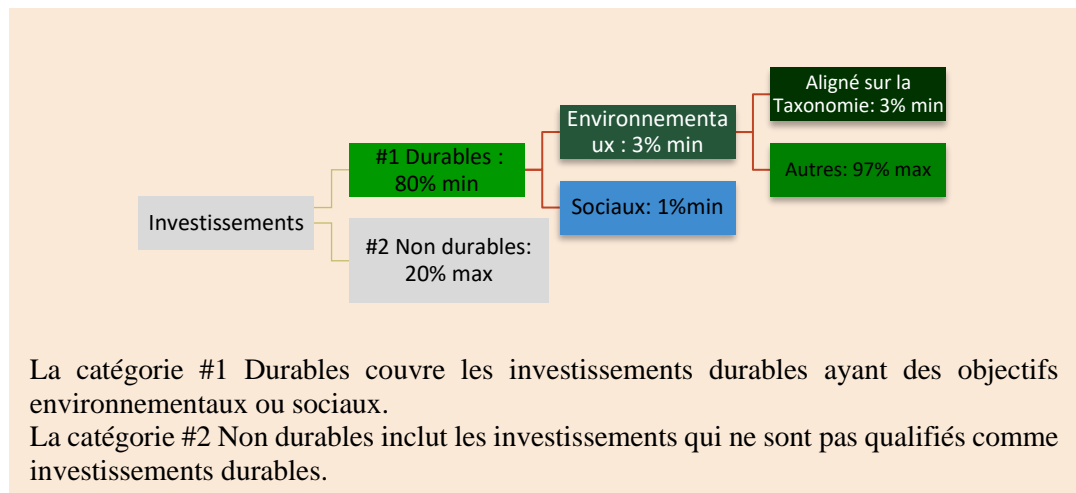 Aligné sur la
Taxonomie: 3% min
Environnementa
ux : 3% min
#1 Durables :
80% min
Autres: 97% max
Sociaux: 1%min
Investissements
#2 Non durables:
20% max
La catégorie #1 Durables couvre les investissements durables ayant des objectifs
environnementaux ou sociaux.
La catégorie #2 Non durables inclut les investissements qui ne sont pas qualifiés comme
investissements durables.